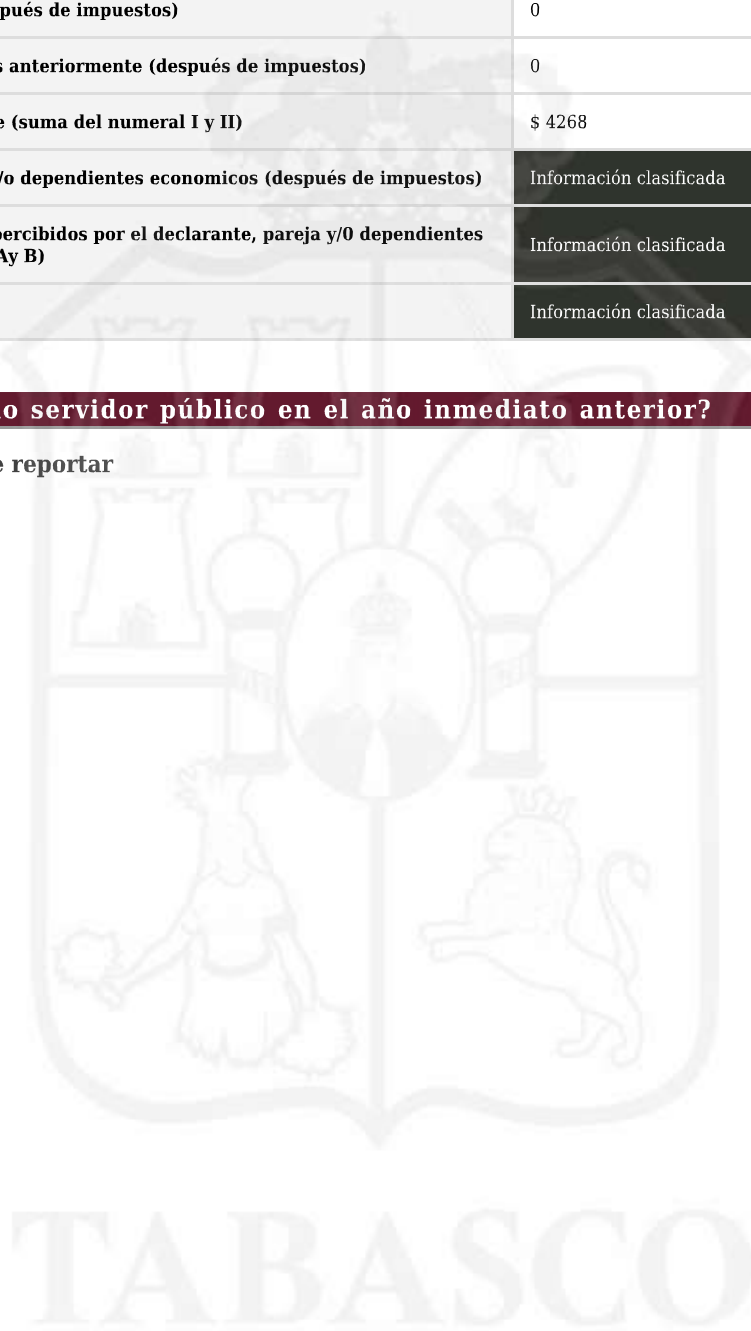 pués de impuestos) 0
s anteriormente (después de impuestos) 0
e (suma del numeral I y II) $ 4268
/o dependientes economicos (después de impuestos) Información clasificada
percibidos por el declarante, pareja y/0 dependientes
Ay B) Información clasificada
Información clasificada
o servidor público en el año inmediato anterior?
e reportar
TABASCO